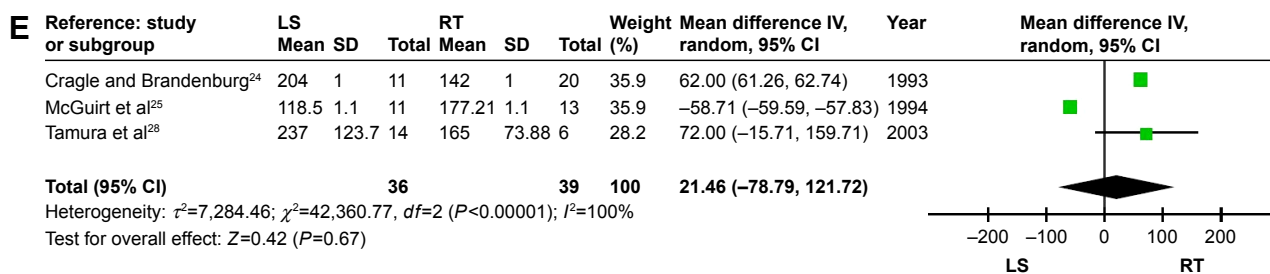 E
Reference: study LS RT Weight Mean difference IV, Year Mean difference IV,
or subgroup Mean SD Total Mean SD Total (%) random, 95% CI random, 95% CI
Cragle and Brandenburg24 204 1 11 142 1 20 35.9 62.00 (61.26, 62.74) 1993
McGuirt et al25 118.5 1.1 11 177.21 1.1 13 35.9 –58.71 (–59.59, –57.83) 1994
Tamura et al28 237 123.7 14 165 73.88 6 28.2 72.00 (–15.71, 159.71) 2003
Total (95% CI) 36 39 100 21.46 (–78.79, 121.72)
Heterogeneity: τ2=7,284.46; χ2=42,360.77, df=2 (P<0.00001); I2=100%
Test for overall effect: Z=0.42 (P=0.67)
–200 –100 0 100 200
LS RT